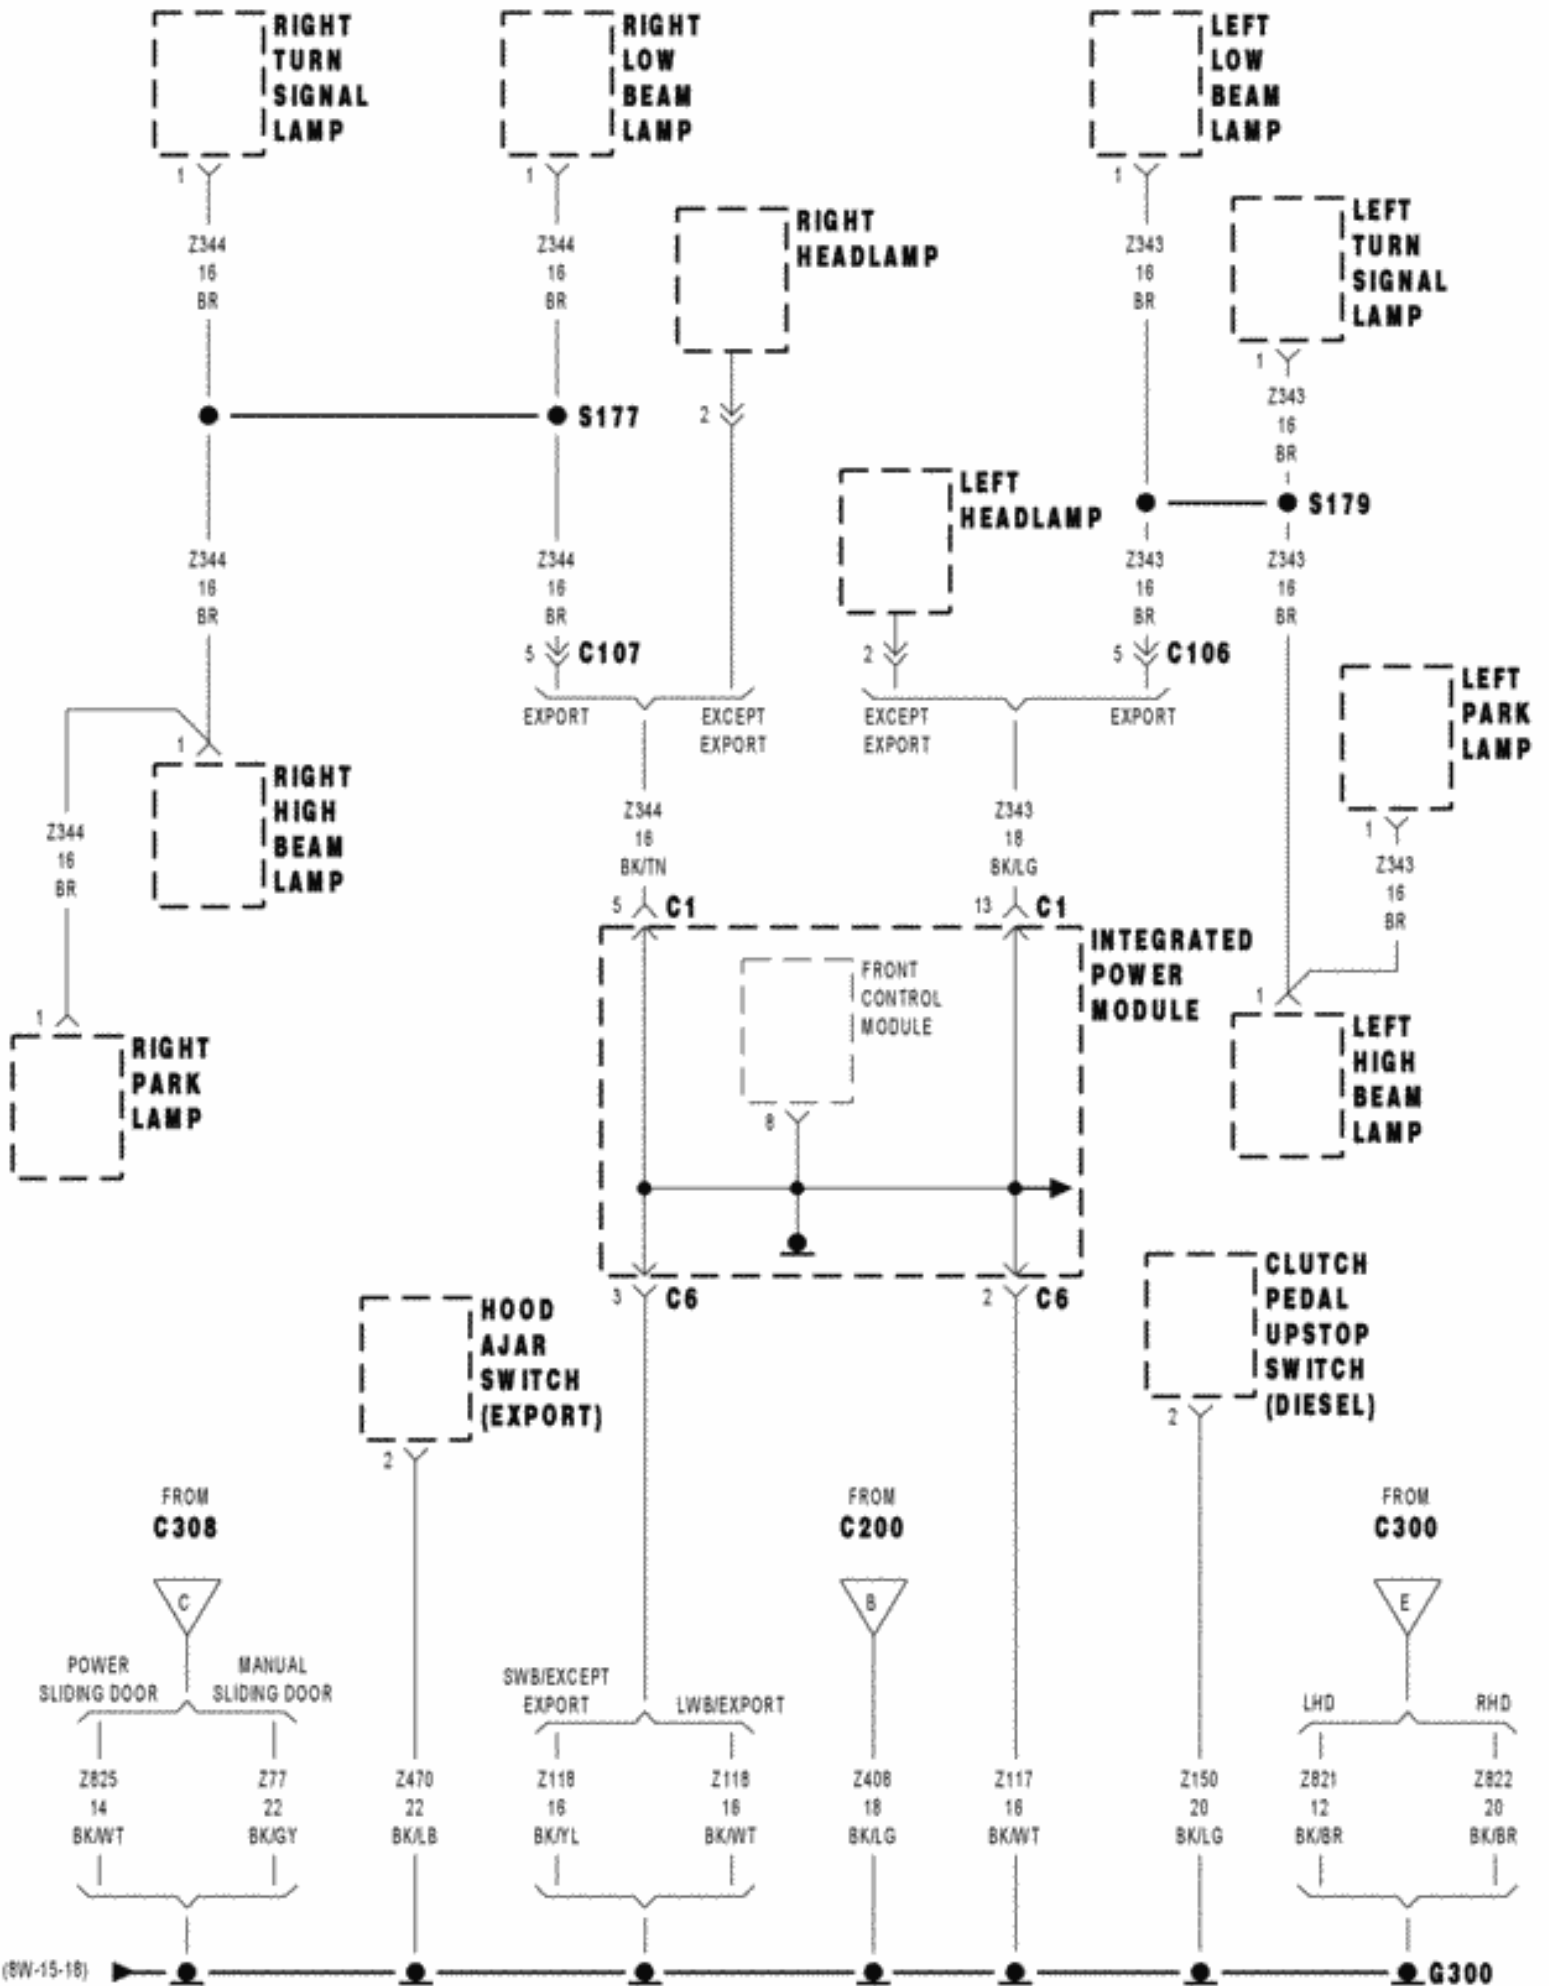 RIGHT
TURN
SIGNAL
LAMP
1
Z344
16
BR
RIGHT
LOW
BEAM
LAMP
1
Z344
16
BR
RIGHT
HEADLAMP
2
LEFT
LOW
BEAM
LAMP
1
Z343
16
BR
LEFT
TURN
SIGNAL
LAMP
1
Z343
16
BR
S177
S179
LEFT
HEADLAMP
2
Z344
16
BR
Z344
16
BR
5
C107
EXPORT
EXCEPT
EXPORT
Z343
16
BR
5
C106
EXCEPT
EXPORT
EXPORT
Z343
16
BR
LEFT
PARK
LAMP
1
Z343
16
BR
1
RIGHT
HIGH
BEAM
LAMP
Z344
16
BR
1
RIGHT
PARK
LAMP
Z344
16
BK/TN
5
C1
Z343
18
BK/LG
13
C1
INTEGRATED
POWER
MODULE
FRONT
CONTROL
MODULE
8
1
LEFT
HIGH
BEAM
LAMP
3
C6
2
C6
HOOD
AJAR
SWITCH
(EXPORT)
2
CLUTCH
PEDAL
UPSTOP
SWITCH
(DIESEL)
2
FROM
C308
C
FROM
C200
B
FROM
C300
E
POWER
SLIDING DOOR
MANUAL
SLIDING DOOR
SWB/EXCEPT
EXPORT
LWB/EXPORT
LHD
RHD
Z825
14
BK/WT
Z77
22
BK/GY
Z470
22
BK/LB
Z118
16
BK/YL
Z118
16
BK/WT
Z408
18
BK/LG
Z117
16
BK/WT
Z150
20
BK/LG
Z821
12
BK/BR
Z822
20
BK/BR
(8W-15-18)
G300